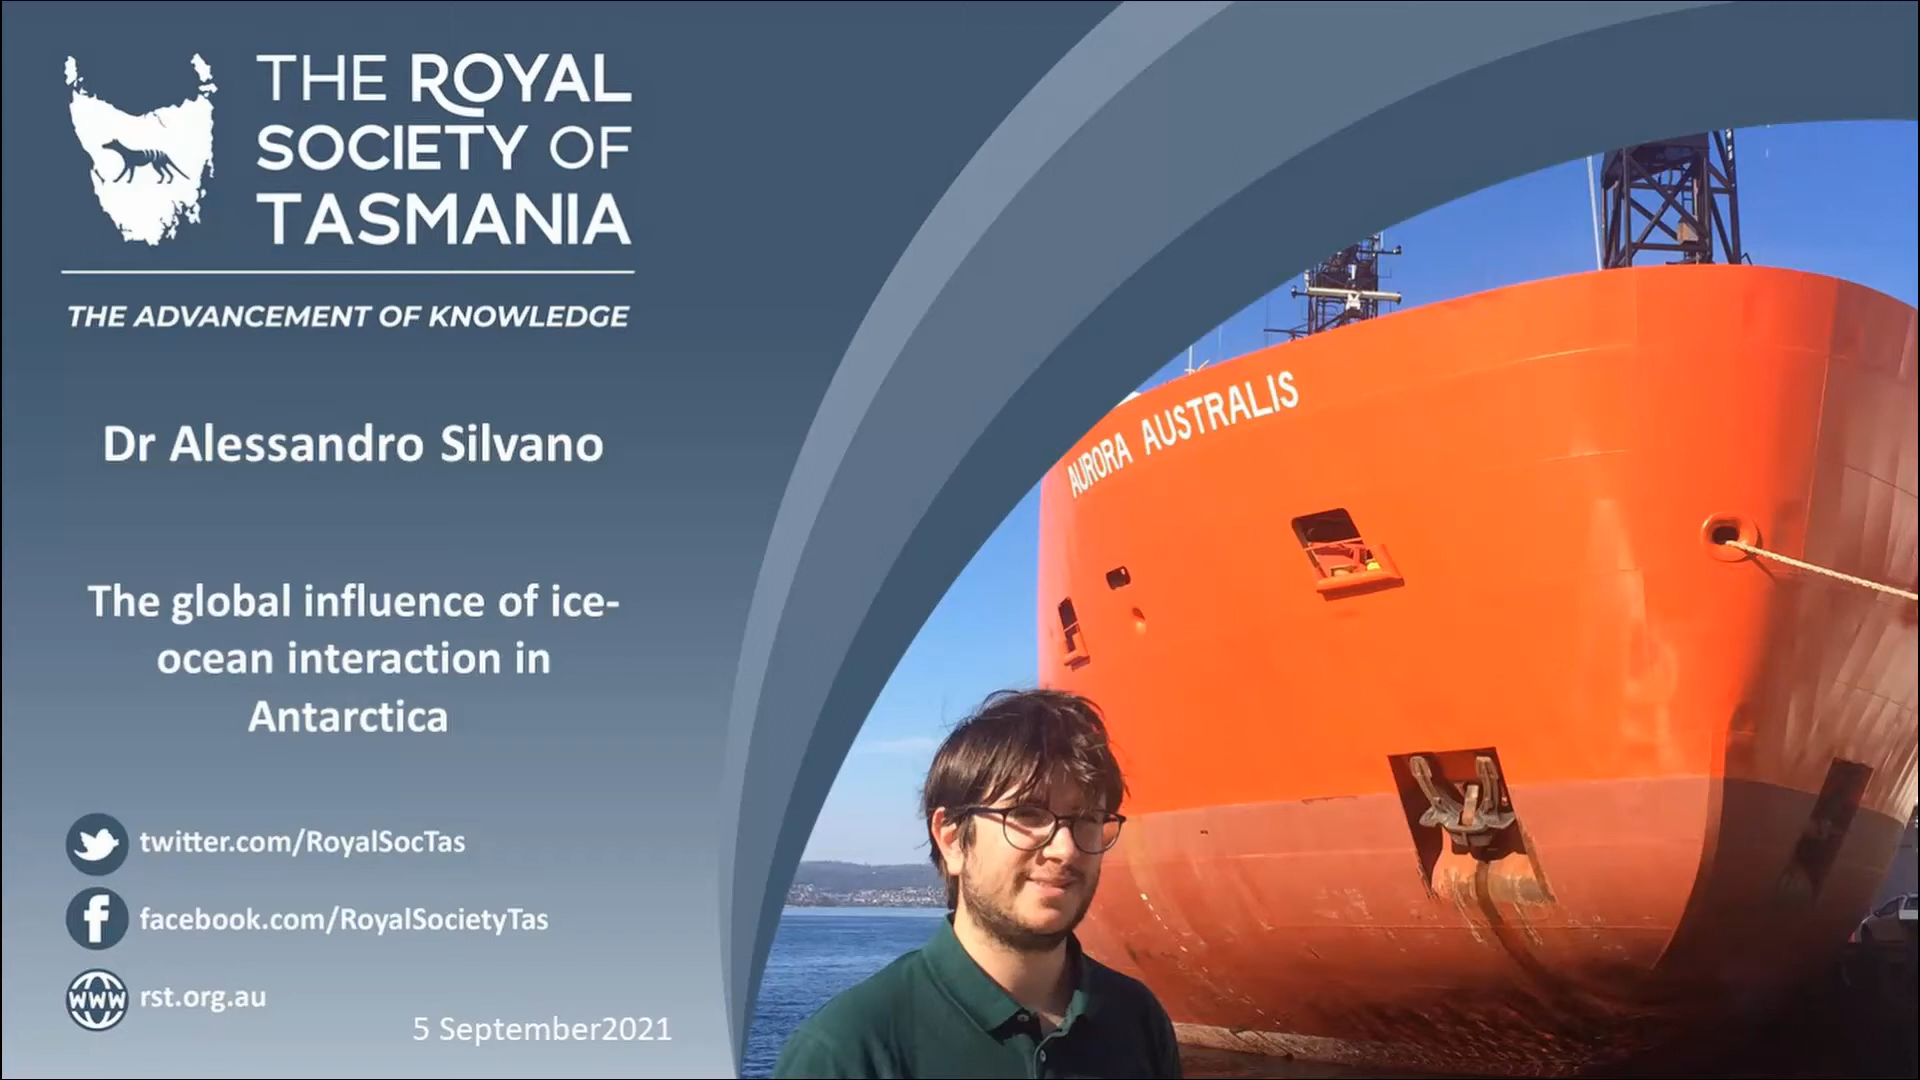 THE ROYAL
SOCIETY OF
TASMANIA
THE ADVANCEMENT OF KNOWLEDGE
Dr Alessandro Silvano
The global influence of ice-
ocean interaction in
Antarctica
twitter.com/RoyalSocTas
facebook.com/RoyalSocietyTas
www rst.org.au
5 September2021
AURORA AUSTRALIS